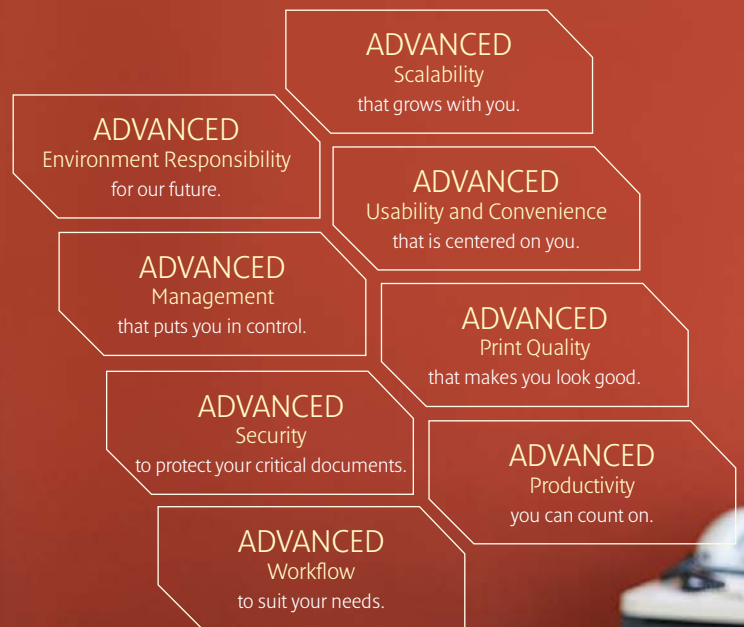 ADVANCED
Scalability
that grows with you.
ADVANCED
Environment Responsibility
for our future.
ADVANCED
Usability and Convenience
that is centered on you.
ADVANCED
Management
that puts you in control.
ADVANCED
Print Quality
that makes you look good.
ADVANCED
Security
to protect your critical documents.
ADVANCED
Productivity
you can count on.
ADVANCED
Workflow
to suit your needs.